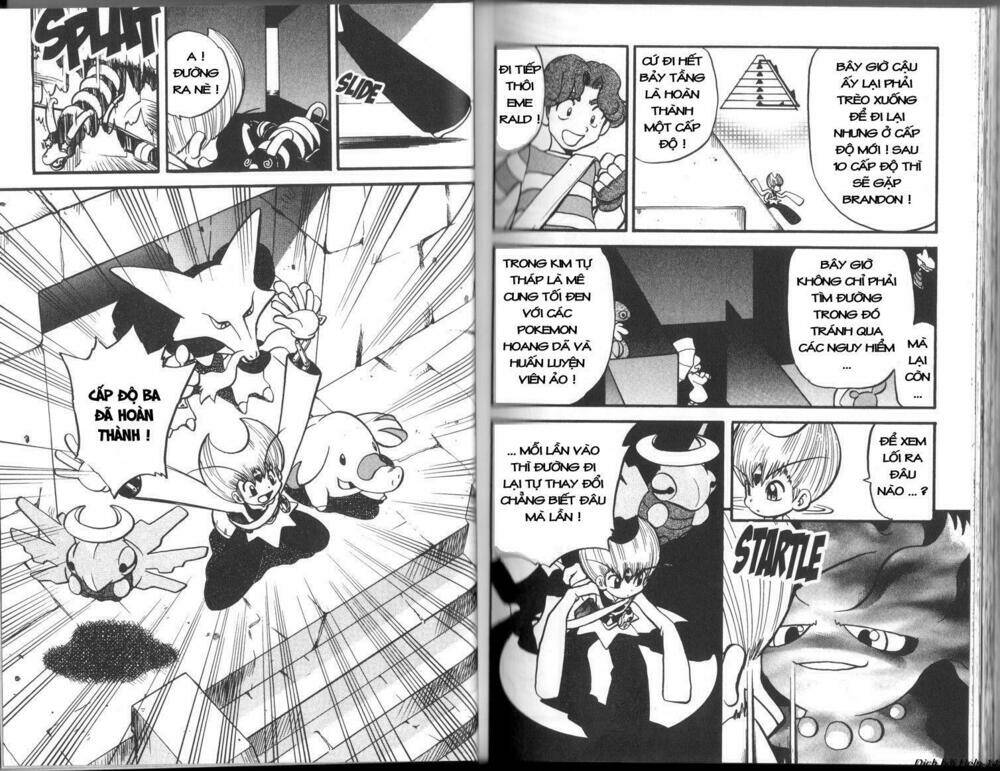 BÂY GIỜ CẬU
ẤY LẠI PHẢI
TRÈO XUỐNG
ĐỂ ĐI LẠI
NHƯNG Ở CẤP
ĐỘ MỚI ! SAU
10 CẤP ĐỘ THÌ
SẼ GẶP
BRANDON !
CỨ ĐI HẾT
BẢY TẦNG
LÀ HOÀN
THÀNH
MỘT CẤP
ĐỘ !
ĐI TIẾP
THÔI
EME
RALD !
MÀ
LẠI
CÒN
...
BÂY GIỜ
KHÔNG CHỈ PHẢI
TÌM ĐƯỜNG
TRONG ĐÓ
TRÁNH QUA
CÁC NGUY HIỂM
...
TRONG KIM TỰ
THÁP LÀ MÊ
CUNG TỐI ĐEN
VỚI CÁC
POKEMON
HOANG DÃ VÀ
HUẤN LUYỆN
VIÊN ẢO !
ĐỂ XEM
LỐI RA
ĐÂU
NÀO ... ?
... MỖI LẦN VÀO
THÌ ĐƯỜNG ĐI
LẠI TỰ THAY ĐỔI
CHẲNG BIẾT ĐÂU
MÀ LẦN !
STARTLE
SLIDE
A !
ĐƯỜNG
RA NÈ !
SPLAT
CẤP ĐỘ BA
ĐÃ HOÀN
THÀNH !